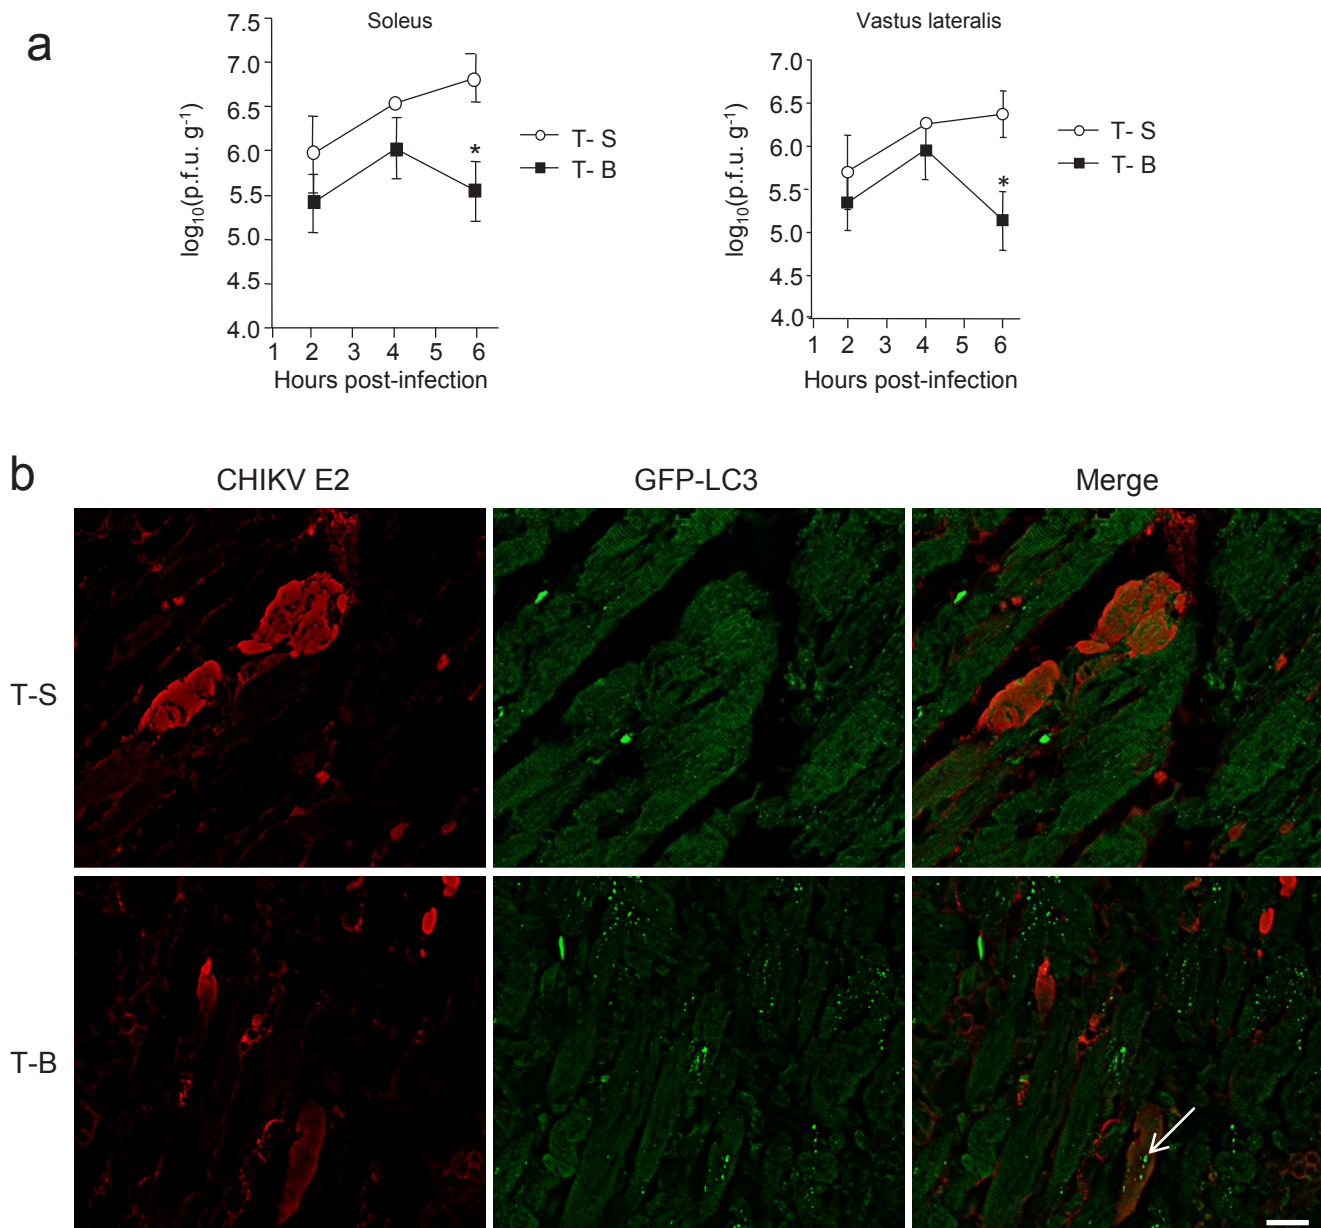 a
Soleus
7.5
7.0
6.5
6.0
5.5
5.0
4.5
4.0
log₁₀(p.f.u. g⁻¹)
*
1 2 3 4 5 6
Hours post-infection
T- S
T- B
Vastus lateralis
7.0
6.5
6.0
5.5
5.0
4.5
4.0
log₁₀(p.f.u. g⁻¹)
*
1 2 3 4 5 6
Hours post-infection
T- S
T- B
b
CHIKV E2 GFP-LC3 Merge
T-S
T-B